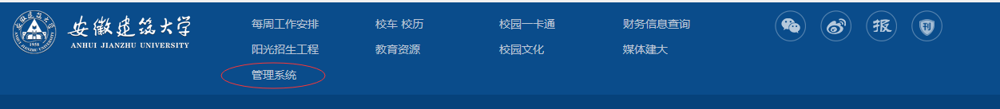 安徽建筑大学
ANHUI JIANZHU UNIVERSITY
1958
每周工作安排 校车 校历 校园一卡通 财务信息查询
阳光招生工程 教育资源 校园文化 媒体建大
管理系统
报
刊